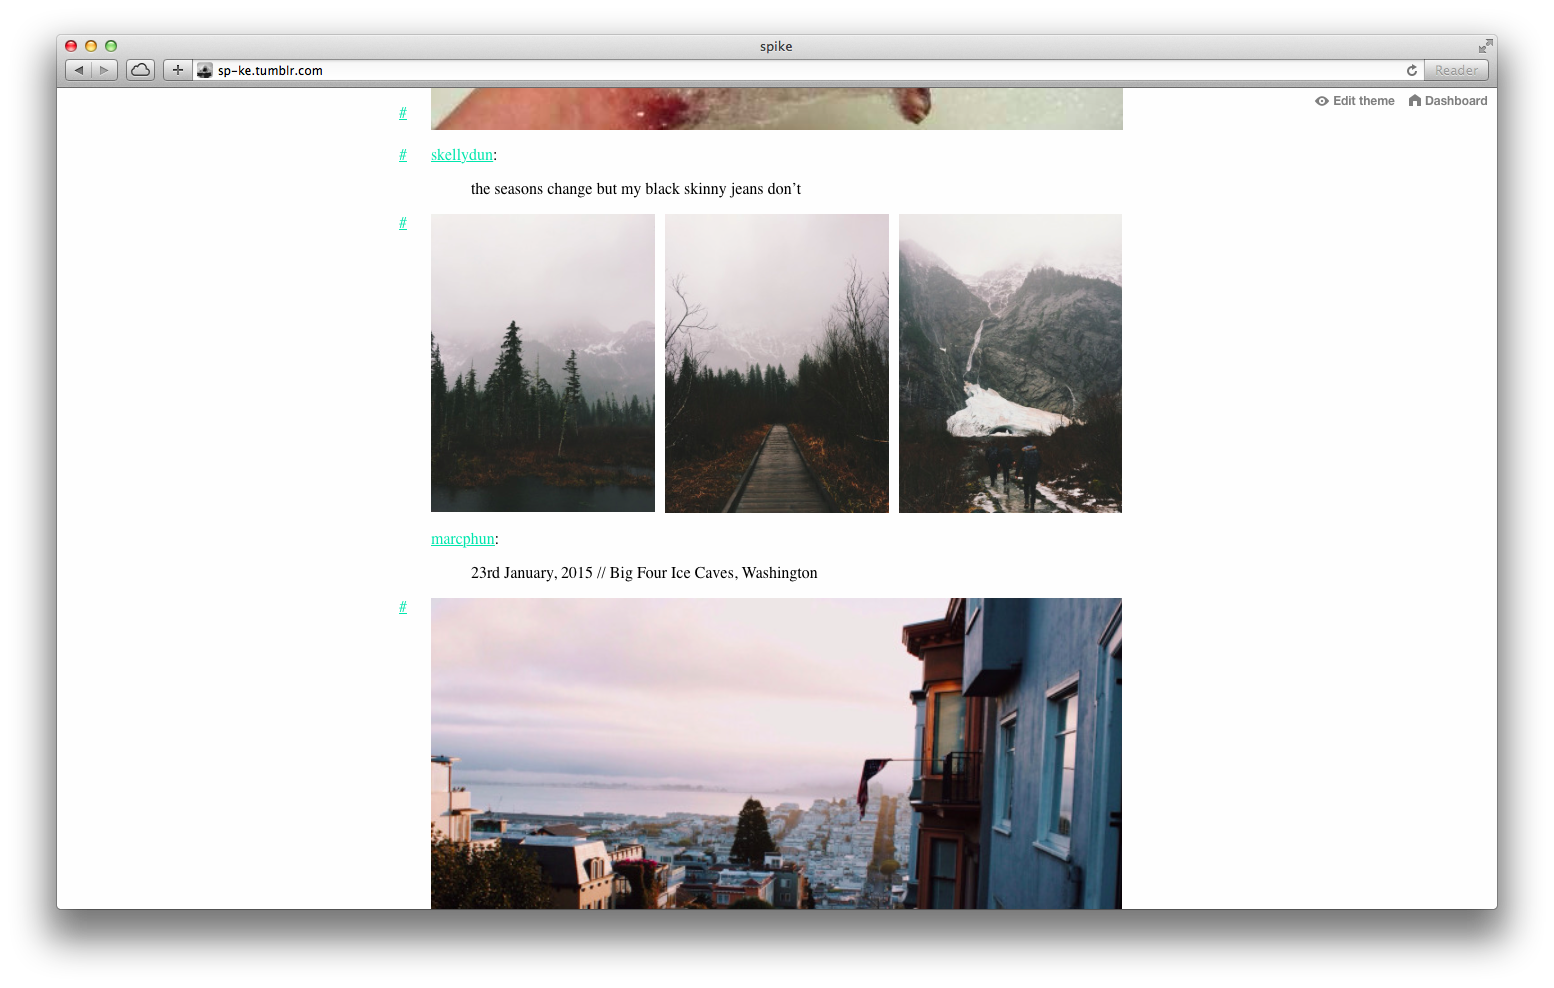 spike
sp-ke.tumblr.com
Reader
Edit theme
Dashboard
#
# skellydun:
the seasons change but my black skinny jeans don’t
#
marcphun:
23rd January, 2015 // Big Four Ice Caves, Washington
#